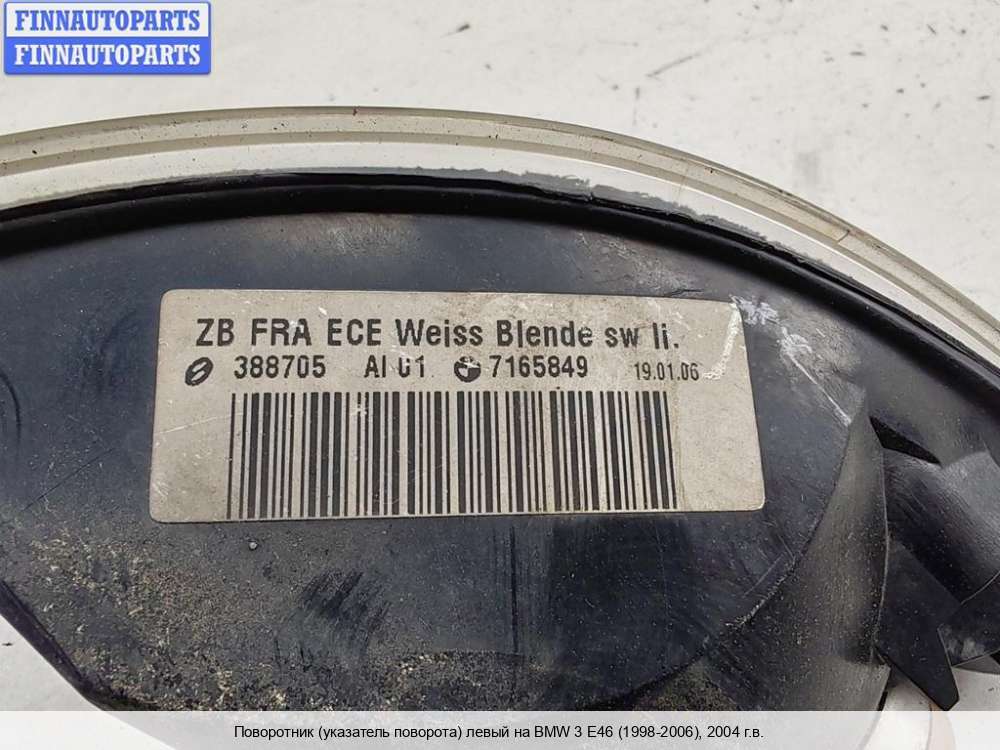 FINNAUTOPARTS
FINNAUTOPARTS
ZB FRA ECE Weiss Blende sw li.
388705 AI 01 7165849 19.01.06
Поворотник (указатель поворота) левый на BMW 3 E46 (1998-2006), 2004 г.в.